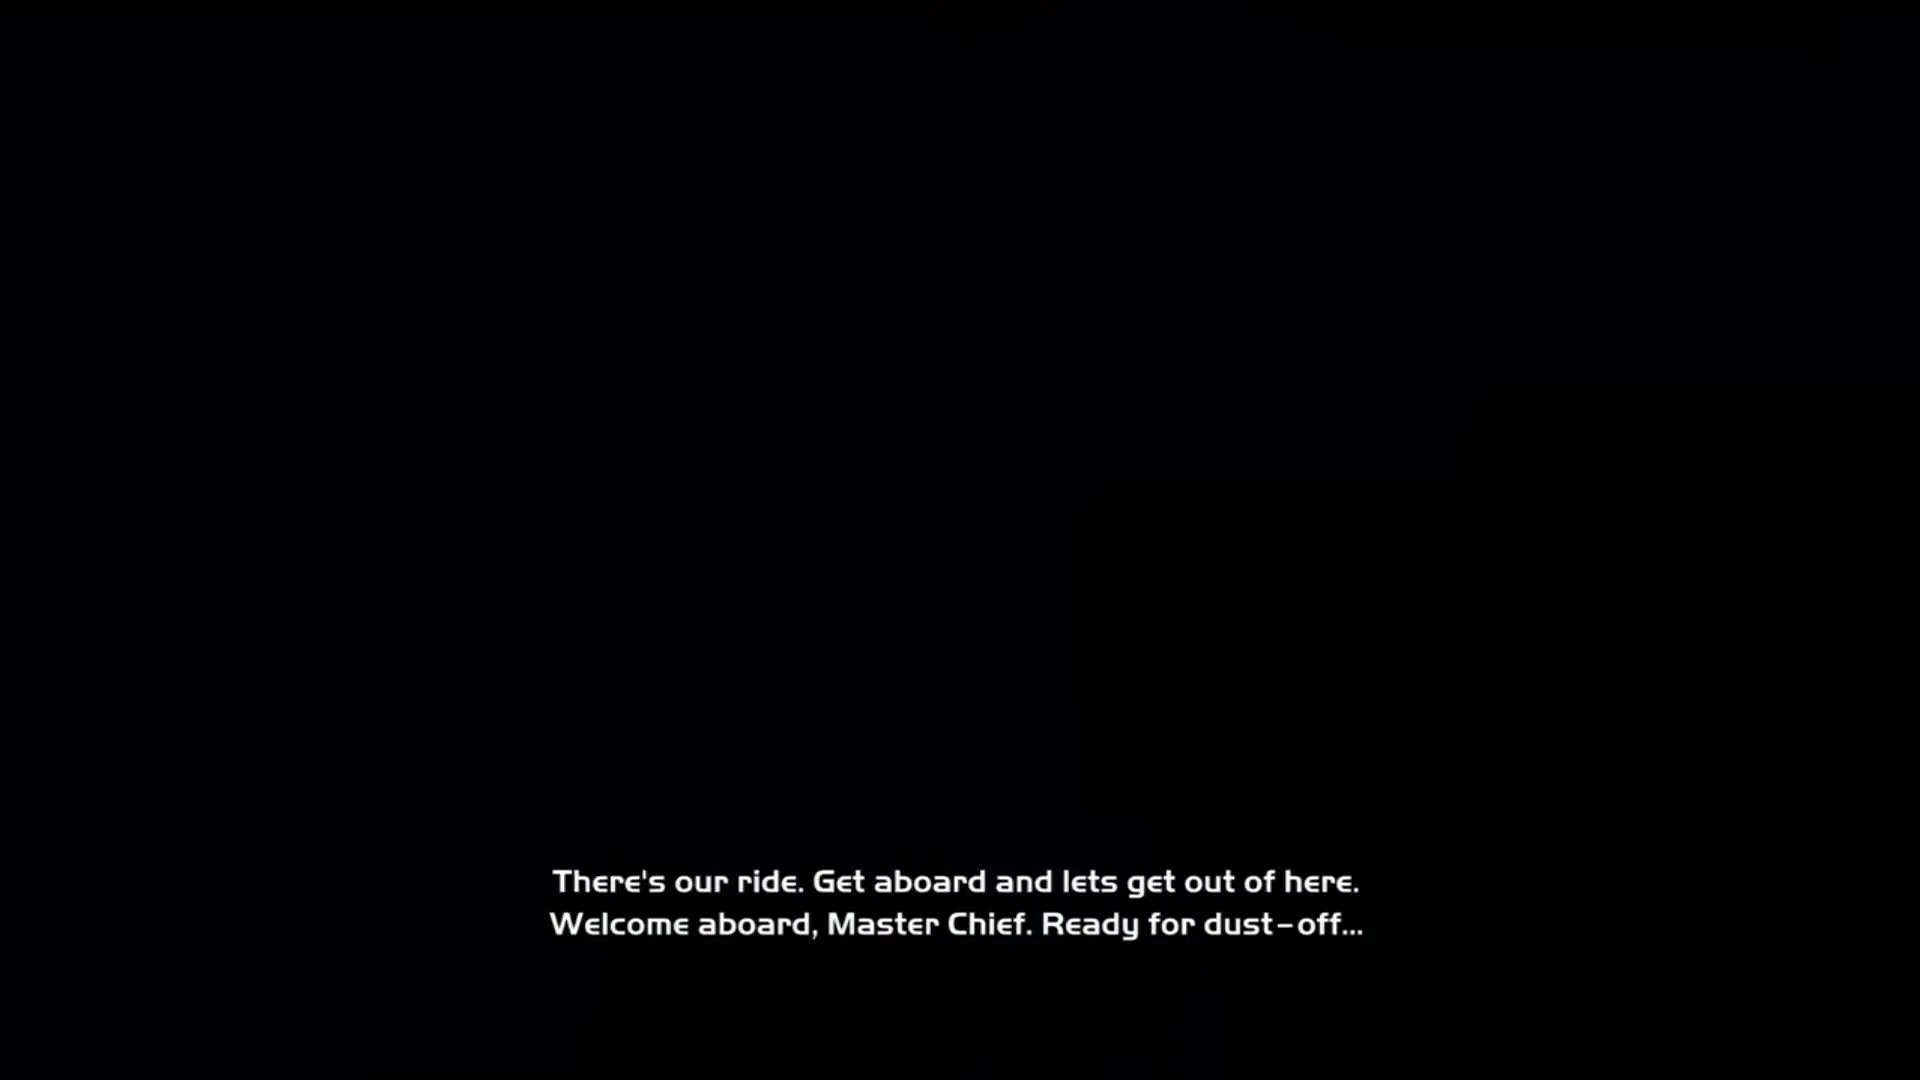 There's our ride. Get aboard and lets get out of here.
Welcome aboard, Master Chief. Ready for dust-off...